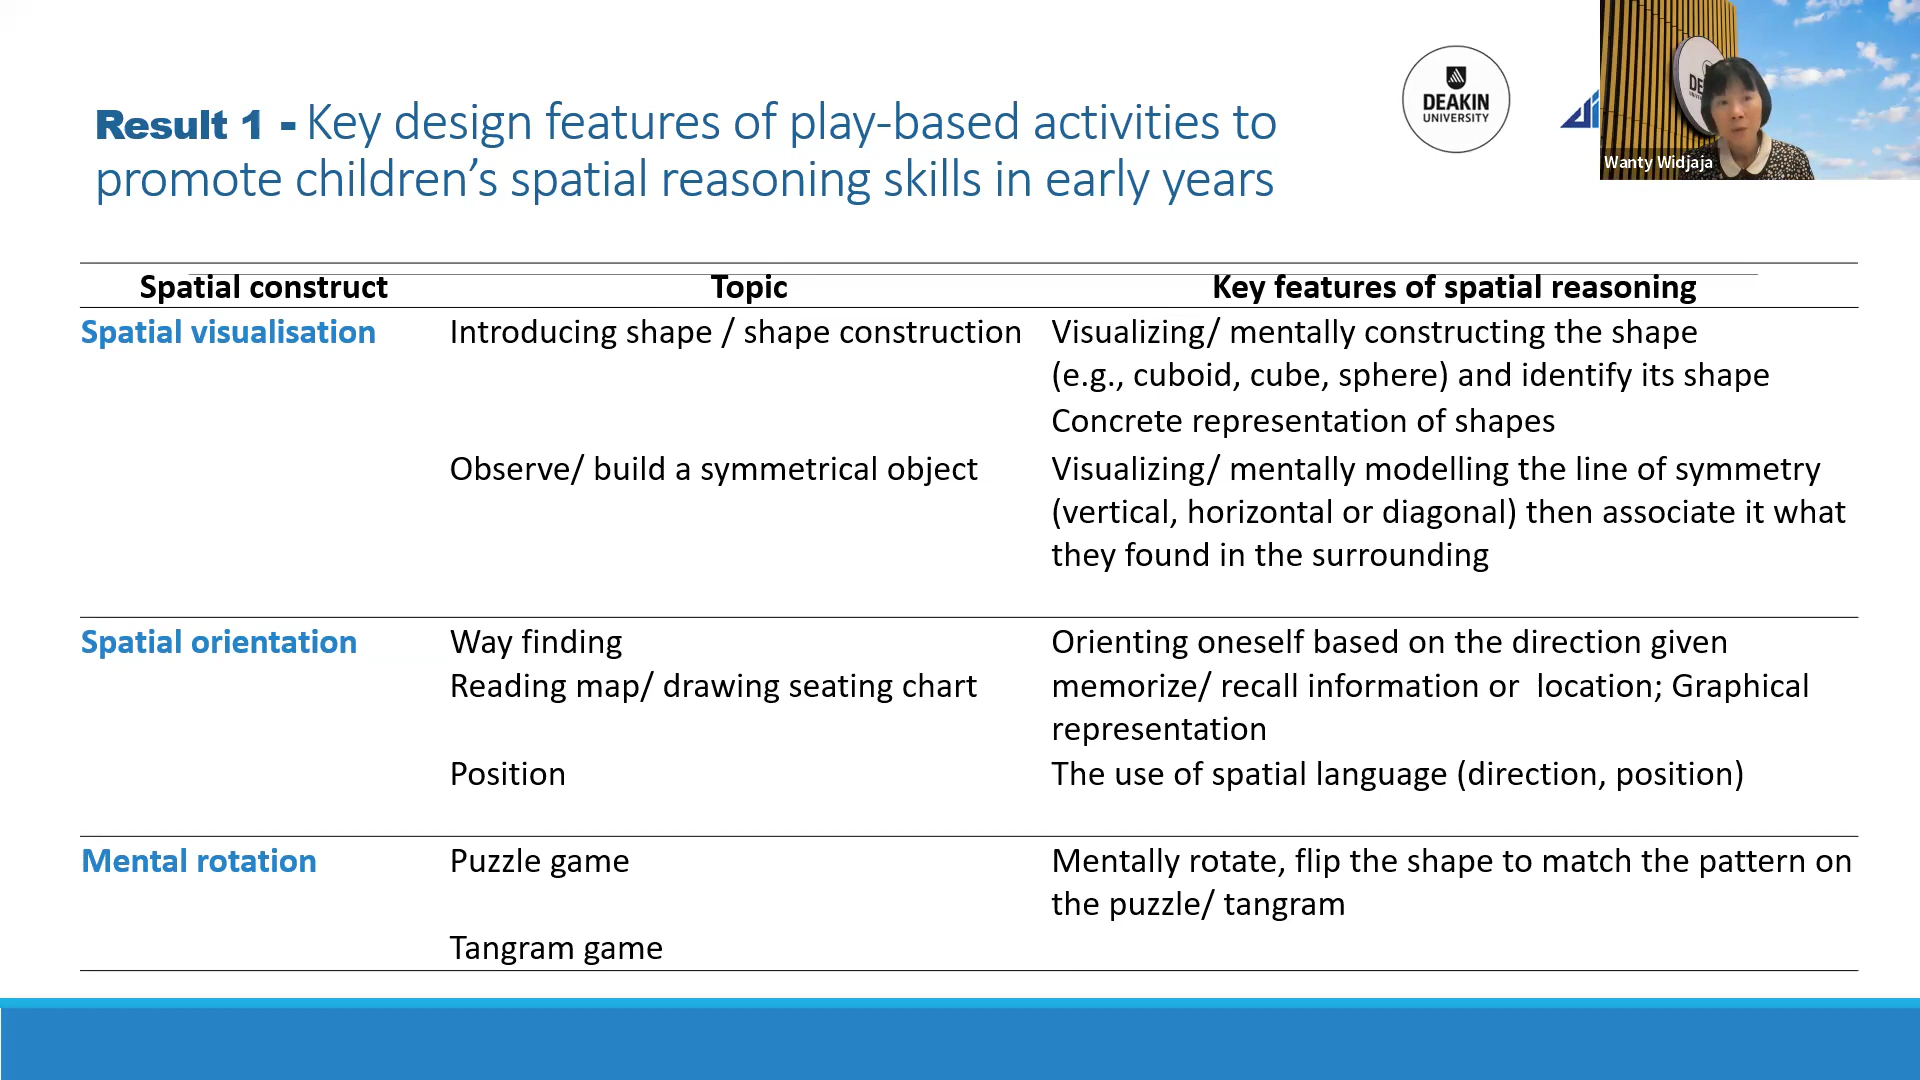 Result 1 - Key design features of play-based activities to
promote children's spatial reasoning skills in early years
DEAKIN
UNIVERSITY
DE
Wanty Widjaja
Spatial construct Topic Key features of spatial reasoning
Spatial visualisation Introducing shape / shape construction Visualizing/ mentally constructing the shape
(e.g., cuboid, cube, sphere) and identify its shape
Concrete representation of shapes
Observe/ build a symmetrical object Visualizing/ mentally modelling the line of symmetry
(vertical, horizontal or diagonal) then associate it what
they found in the surrounding
Spatial orientation Way finding Orienting oneself based on the direction given
Reading map/ drawing seating chart memorize/ recall information or  location; Graphical
representation
Position The use of spatial language (direction, position)
Mental rotation Puzzle game Mentally rotate, flip the shape to match the pattern on
the puzzle/ tangram
Tangram game